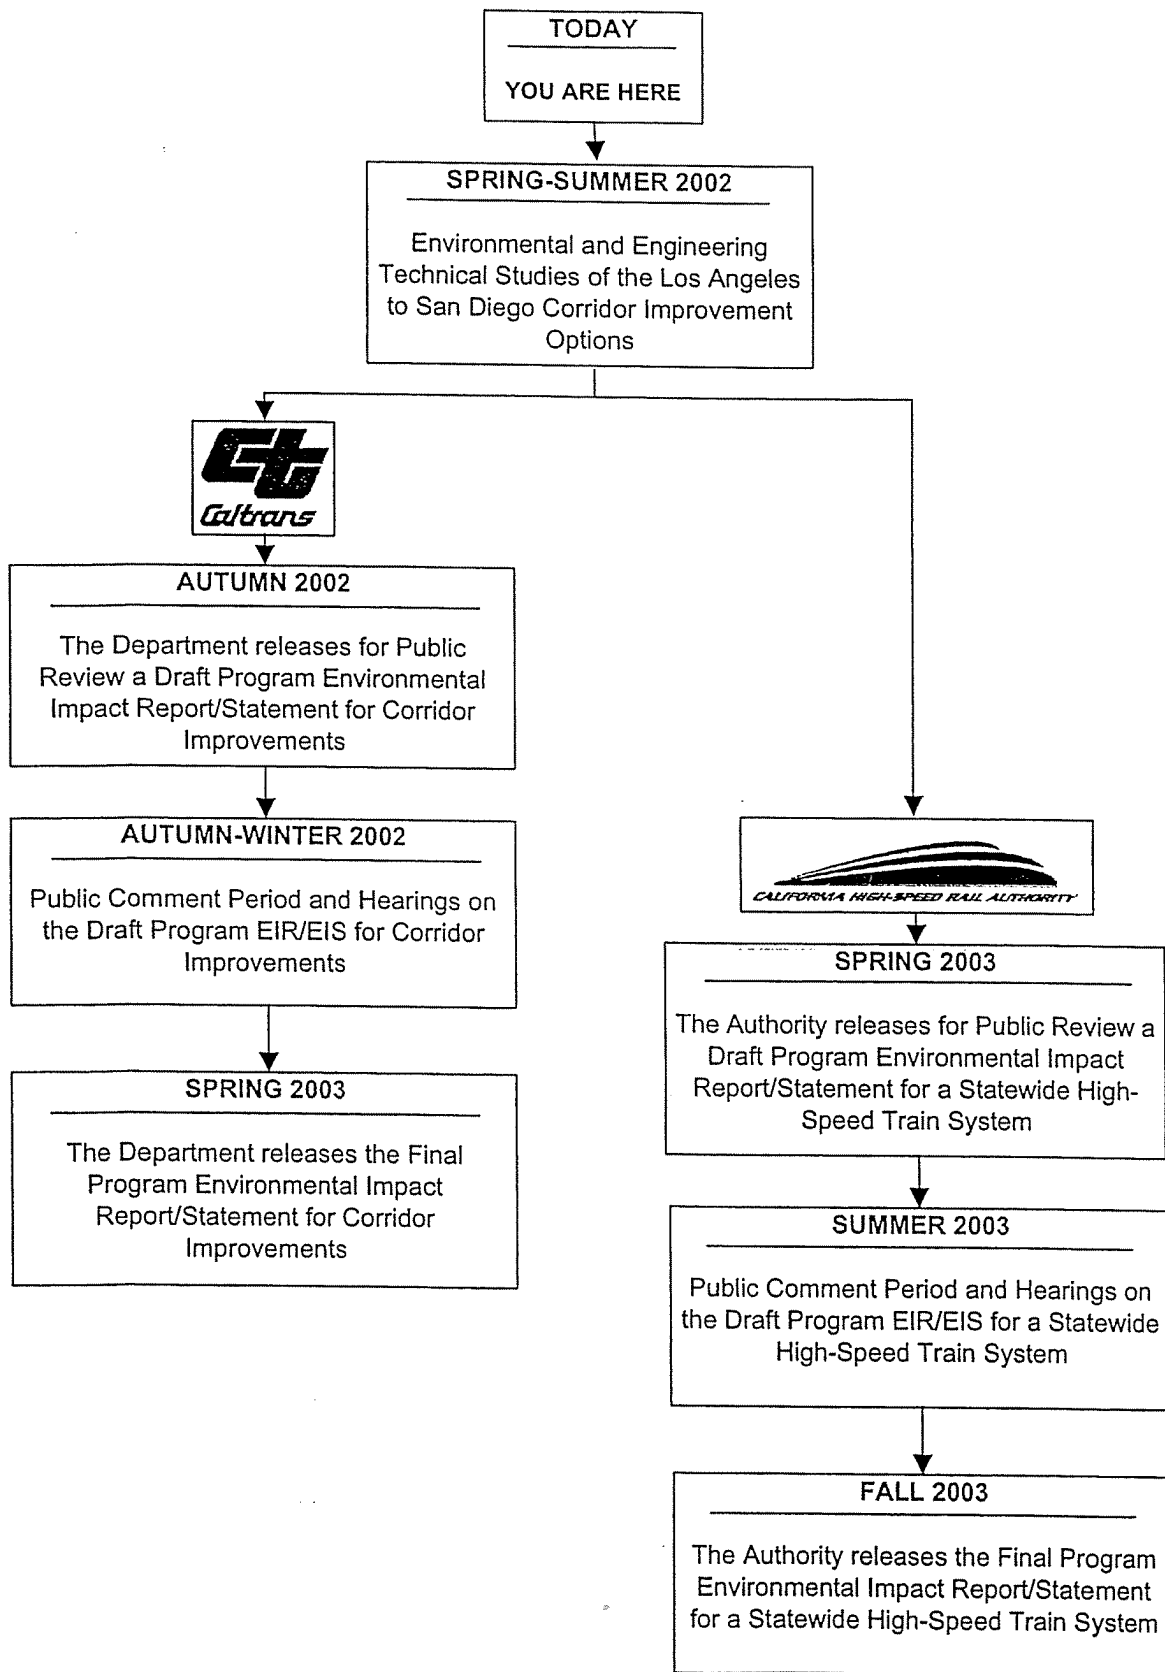 TODAY
YOU ARE HERE
SPRING-SUMMER 2002
Environmental and Engineering
Technical Studies of the Los Angeles
to San Diego Corridor Improvement
Options
Caltrans
AUTUMN 2002
The Department releases for Public
Review a Draft Program Environmental
Impact Report/Statement for Corridor
Improvements
AUTUMN-WINTER 2002
Public Comment Period and Hearings on
the Draft Program EIR/EIS for Corridor
Improvements
SPRING 2003
The Department releases the Final
Program Environmental Impact
Report/Statement for Corridor
Improvements
CALIFORNIA HIGH-SPEED RAIL AUTHORITY
SPRING 2003
The Authority releases for Public Review a
Draft Program Environmental Impact
Report/Statement for a Statewide High-
Speed Train System
SUMMER 2003
Public Comment Period and Hearings on
the Draft Program EIR/EIS for a Statewide
High-Speed Train System
FALL 2003
The Authority releases the Final Program
Environmental Impact Report/Statement
for a Statewide High-Speed Train System